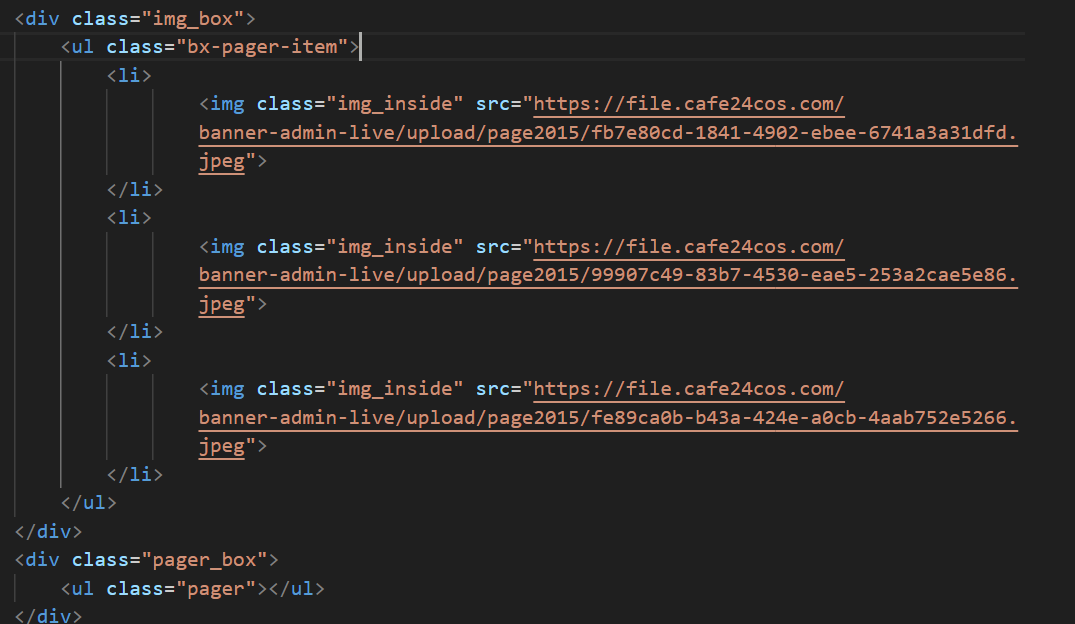 <div class="img_box">
<ul class="bx-pager-item">
<li>
<img class="img_inside" src="https://file.cafe24cos.com/
banner-admin-live/upload/page2015/fb7e80cd-1841-4902-ebee-6741a3a31dfd.
jpeg">
</li>
<li>
<img class="img_inside" src="https://file.cafe24cos.com/
banner-admin-live/upload/page2015/99907c49-83b7-4530-eae5-253a2cae5e86.
jpeg">
</li>
<li>
<img class="img_inside" src="https://file.cafe24cos.com/
banner-admin-live/upload/page2015/fe89ca0b-b43a-424e-a0cb-4aab752e5266.
jpeg">
</li>
</ul>
</div>
<div class="pager_box">
<ul class="pager"></ul>
</div>